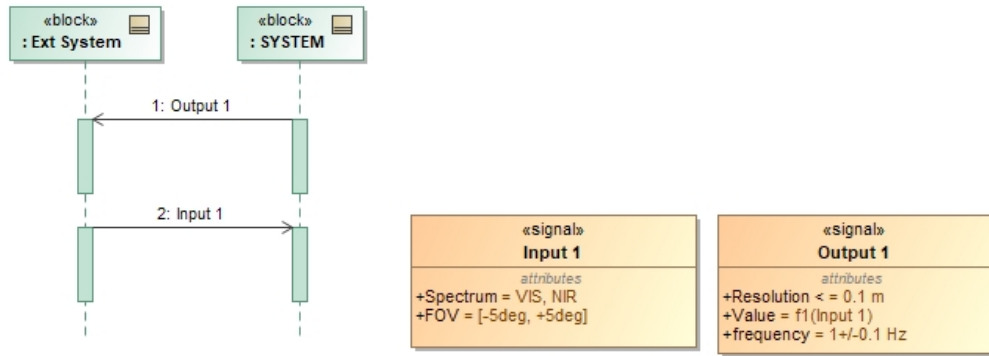 «block»
: Ext System
«block»
: SYSTEM
1: Output 1
2: Input 1
«signal»
Input 1
attributes
+Spectrum = VIS, NIR
+FOV = [-5deg, +5deg]
«signal»
Output 1
attributes
+Resolution < = 0.1 m
+Value = f1(Input 1)
+frequency = 1+/-0.1 Hz